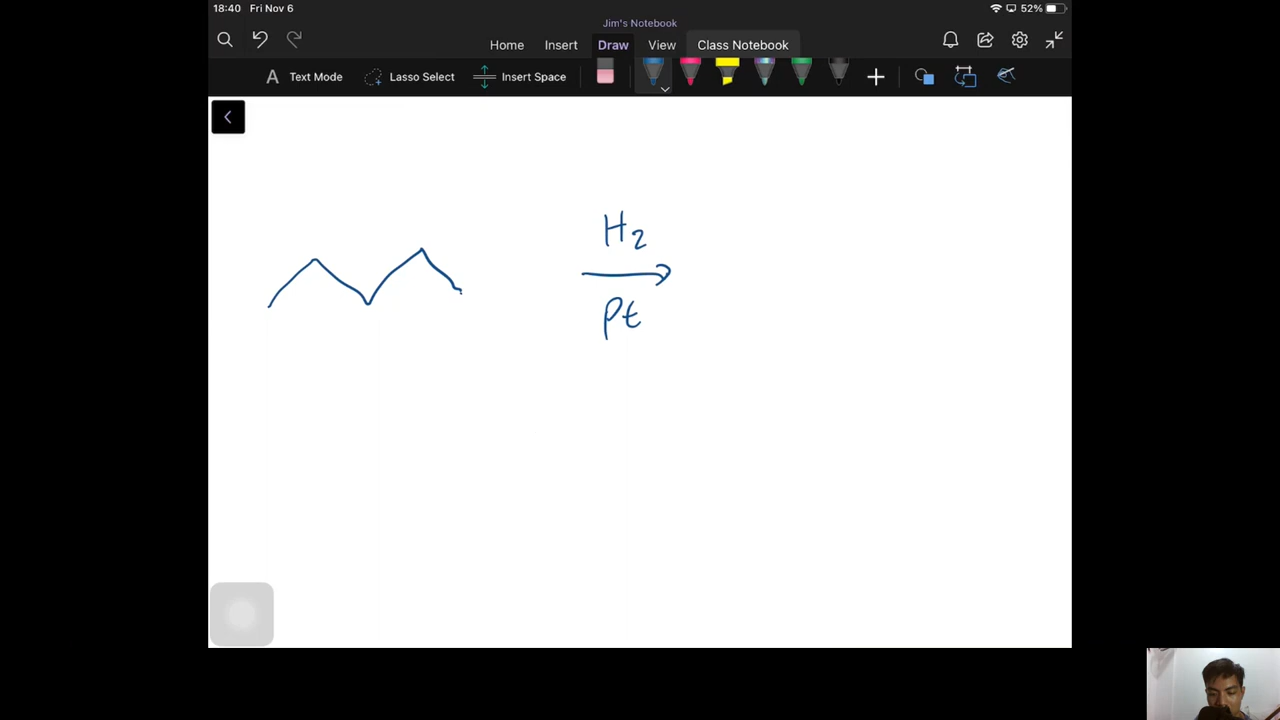 18:40 Fri Nov 6 52%
Jim's Notebook
Home Insert Draw View Class Notebook
A Text Mode Lasso Select Insert Space
H2
Pt